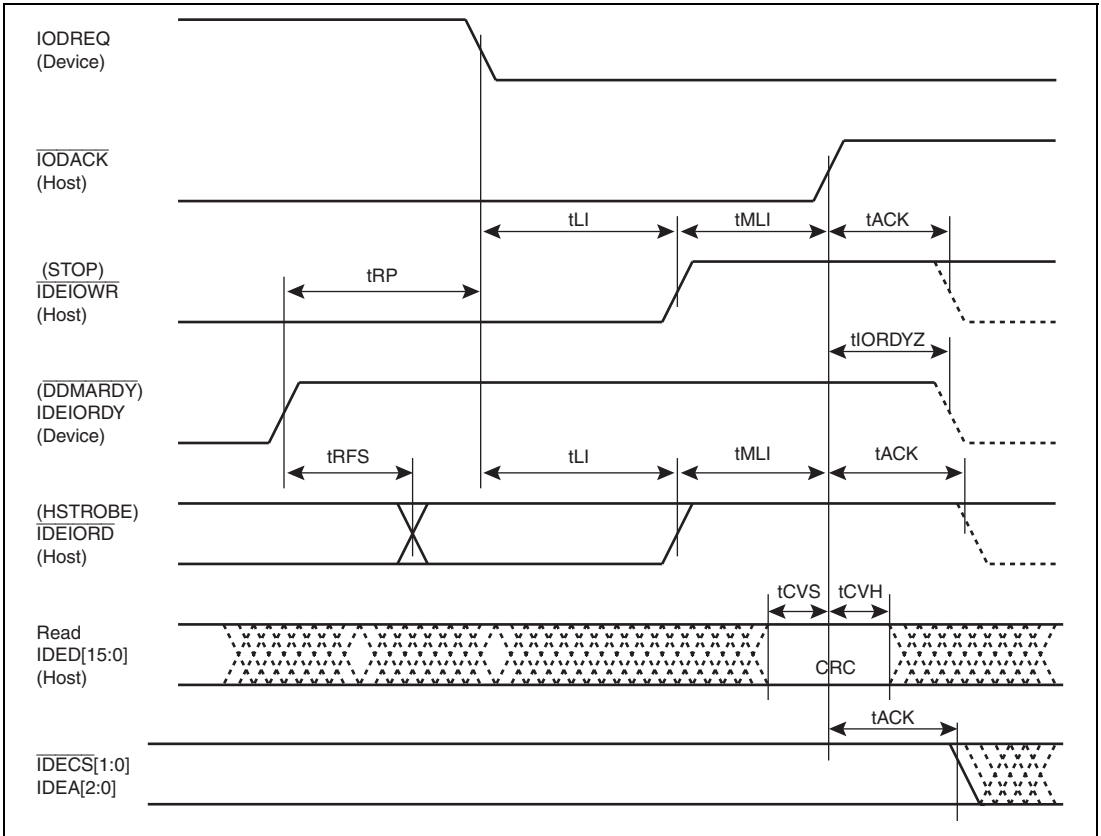 IODREQ
(Device)
IODACK
(Host)
tLI
tMLI
tACK
(STOP)
IDEIOWR
(Host)
tRP
tIORDYZ
(DDMARDY)
IDEIORDY
(Device)
tRFS
tLI
tMLI
tACK
(HSTROBE)
IDEIORD
(Host)
tCVS
tCVH
Read
IDED[15:0]
(Host)
CRC
tACK
IDECS[1:0]
IDEA[2:0]